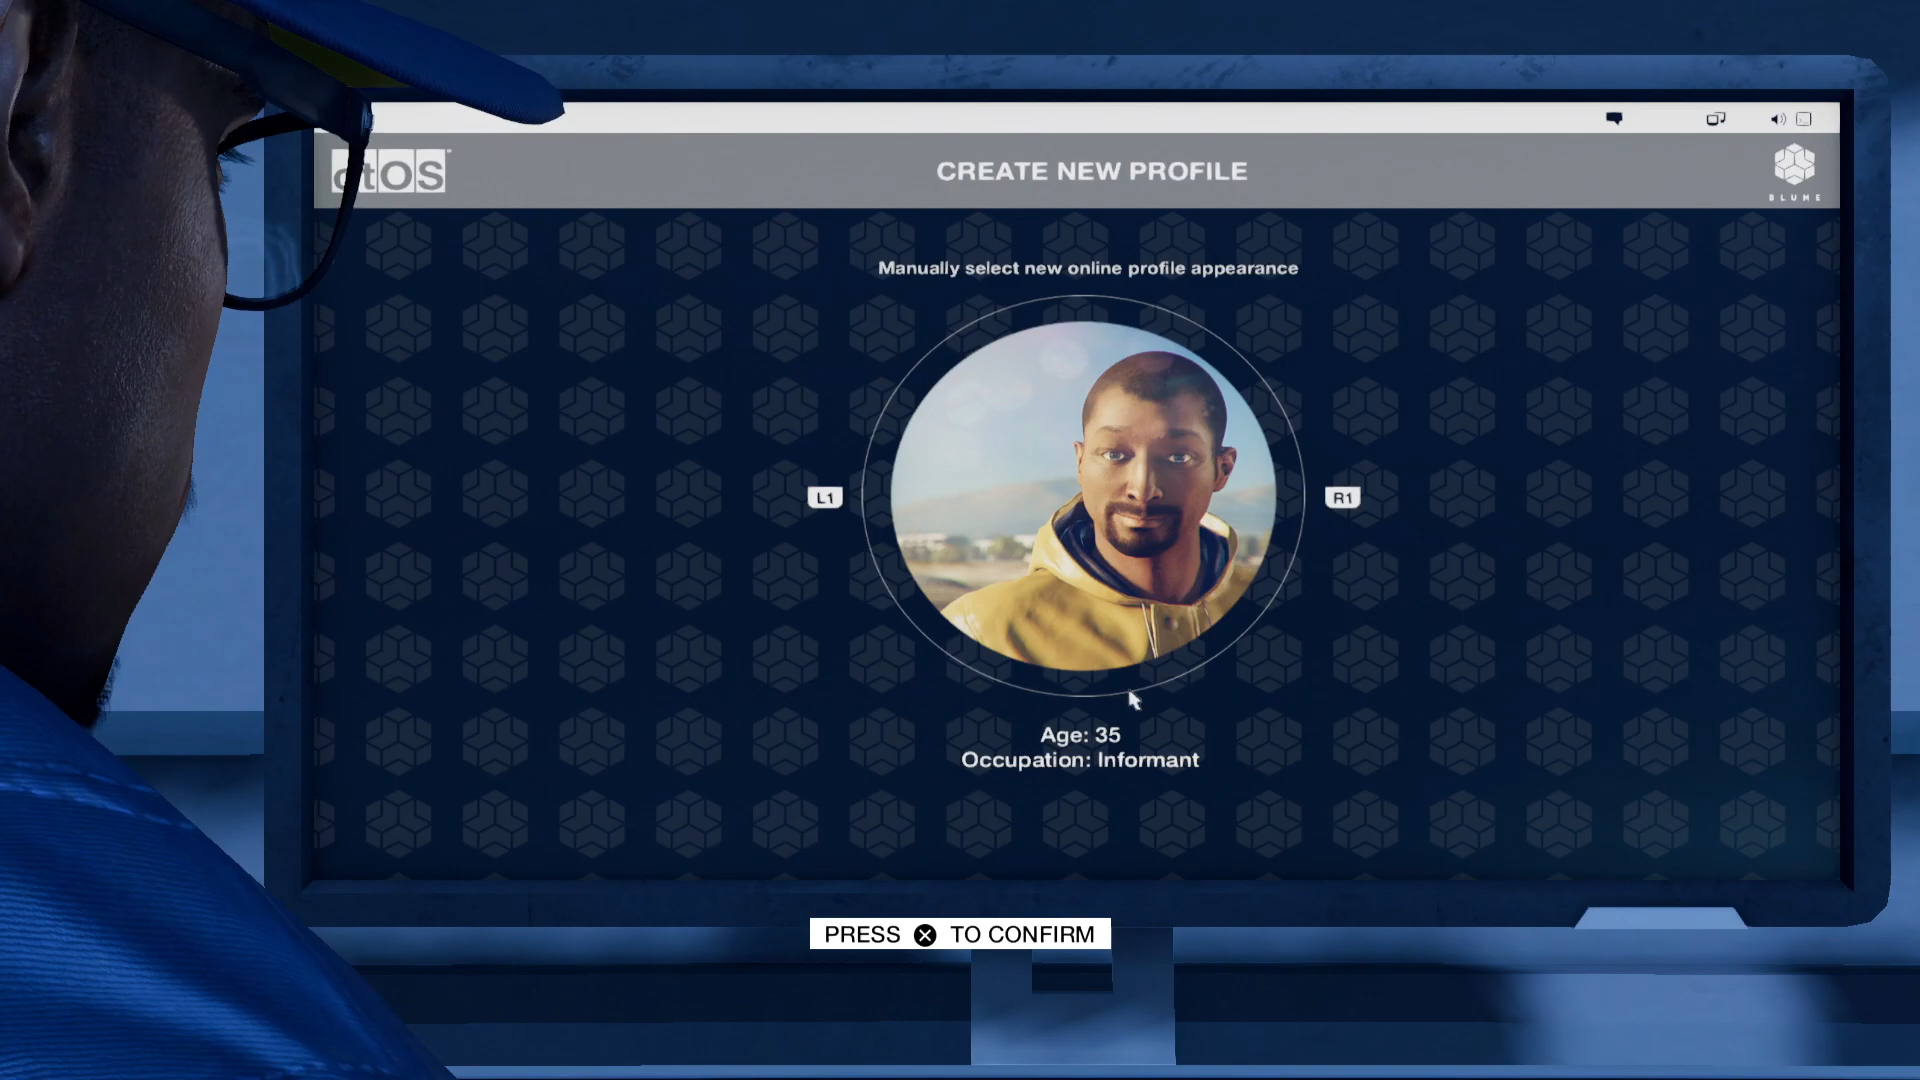 ctOS
CREATE NEW PROFILE
BLUME
Manually select new online profile appearance
L1
R1
Age: 35
Occupation: Informant
PRESS ⓧ TO CONFIRM